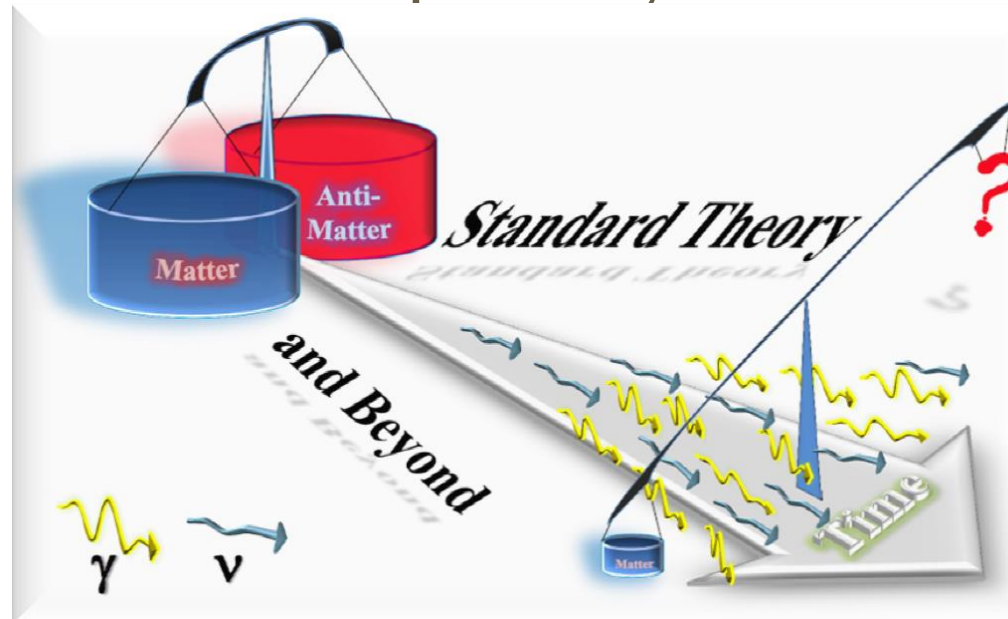 Anti-
Matter
Matter
Standard Theory
and Beyond
?
Time
Matter
γ
ν